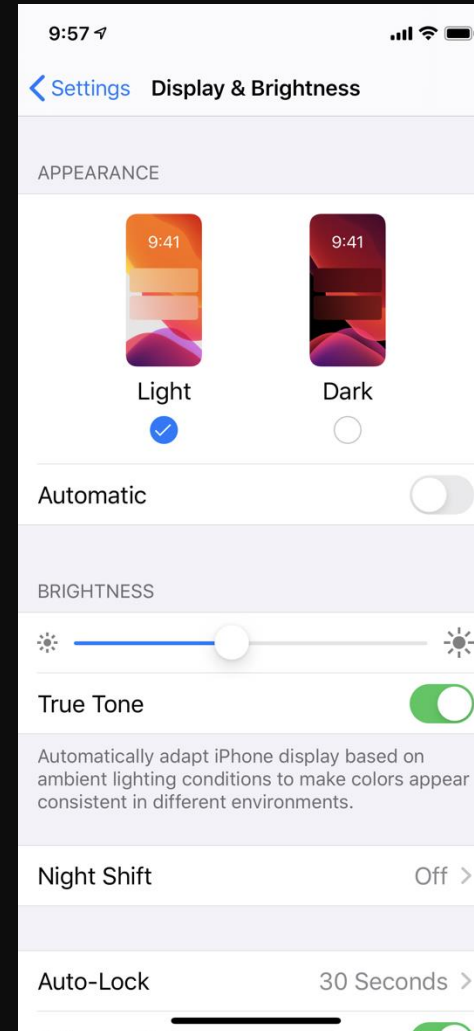 9:57
Settings Display & Brightness
APPEARANCE
9:41 9:41
Light Dark
Automatic
BRIGHTNESS
True Tone
Automatically adapt iPhone display based on
ambient lighting conditions to make colors appear
consistent in different environments.
Night Shift Off
Auto-Lock 30 Seconds